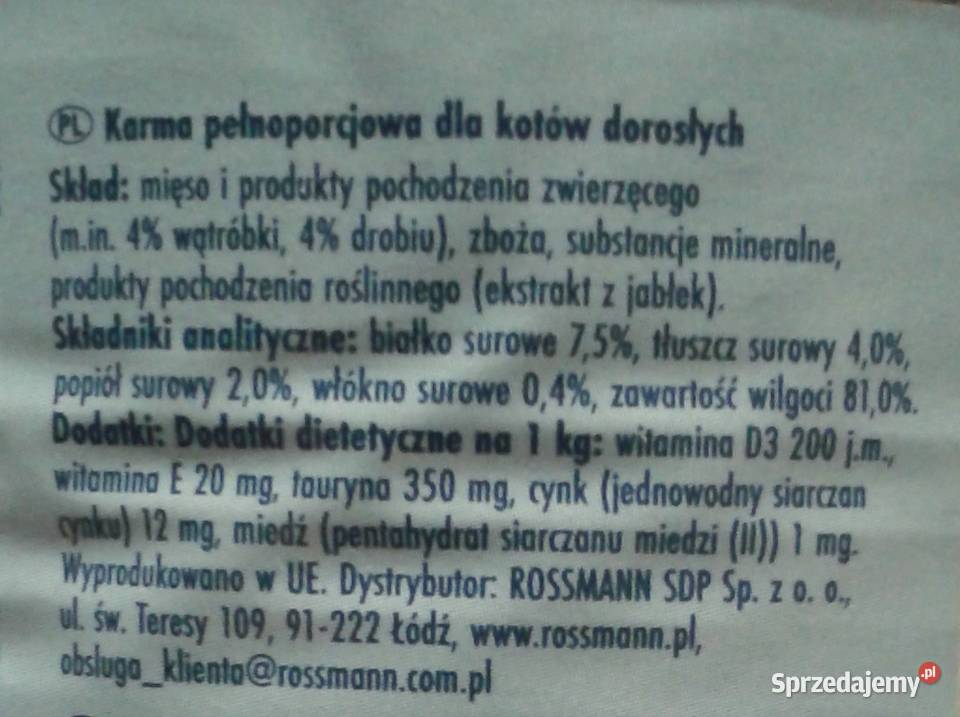 PL Karma pełnoporcjowa dla kotów dorosłych
Skład: mięso i produkty pochodzenia zwierzęcego
(m.in. 4% wątróbki, 4% drobiu), zboża, substancje mineralne,
produkty pochodzenia roślinnego (ekstrakt z jabłek).
Składniki analityczne: białko surowe 7,5%, tłuszcz surowy 4,0%,
popiół surowy 2,0%, włókno surowe 0,4%, zawartość wilgoci 81,0%.
Dodatki: Dodatki dietetyczne na 1 kg: witamina D3 200 j.m.,
witamina E 20 mg, tauryna 350 mg, cynk (jednowodny siarczan
cynku) 12 mg, miedź (pentahydrat siarczanu miedzi (II)) 1 mg.
Wyprodukowano w UE. Dystrybutor: ROSSMANN SDP Sp. z o. o.,
ul. św. Teresy 109, 91-222 Łódź, www.rossmann.pl,
obsluga_klienta@rossmann.com.pl
Sprzedajemy.pl